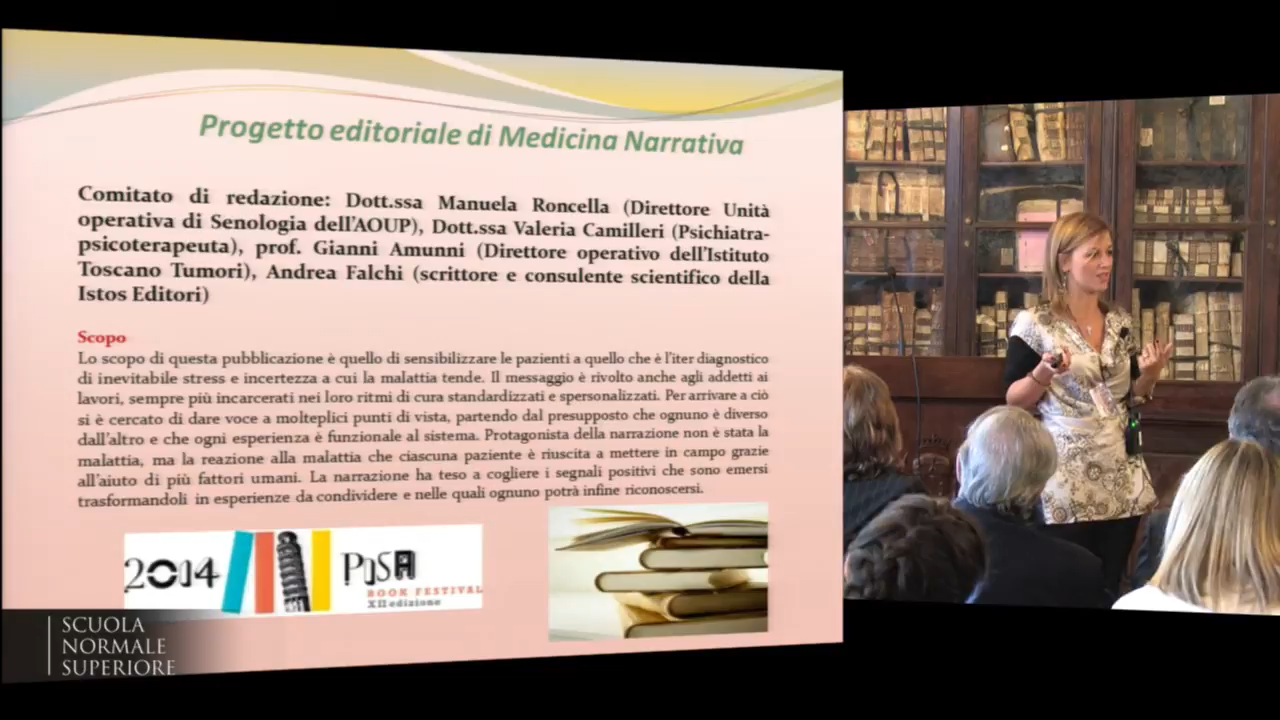 Progetto editoriale di Medicina Narrativa
Comitato di redazione: Dott.ssa Manuela Roncella (Direttore Unità
operativa di Senologia dell'AOUP), Dott.ssa Valeria Camilleri (Psichiatra-
psicoterapeuta), prof. Gianni Amunni (Direttore operativo dell'Istituto
Toscano Tumori), Andrea Falchi (scrittore e consulente scientifico della
Istos Editori)
Scopo
Lo scopo di questa pubblicazione è quello di sensibilizzare le pazienti a quello che è l'iter diagnostico
di inevitabile stress e incertezza a cui la malattia tende. Il messaggio è rivolto anche agli addetti ai
lavori, sempre più incarcerati nei loro ritmi di cura standardizzati e spersonalizzati. Per arrivare a ciò
si è cercato di dare voce a molteplici punti di vista, partendo dal presupposto che ognuno è diverso
dall'altro e che ogni esperienza è funzionale al sistema. Protagonista della narrazione non è stata la
malattia, ma la reazione alla malattia che ciascuna paziente è riuscita a mettere in campo grazie
all'aiuto di più fattori umani. La narrazione ha teso a cogliere i segnali positivi che sono emersi
trasformandoli in esperienze da condividere e nelle quali ognuno potrà infine riconoscersi.
2014 PISA
BOOK FESTIVAL
XII edizione
SCUOLA
NORMALE
SUPERIORE